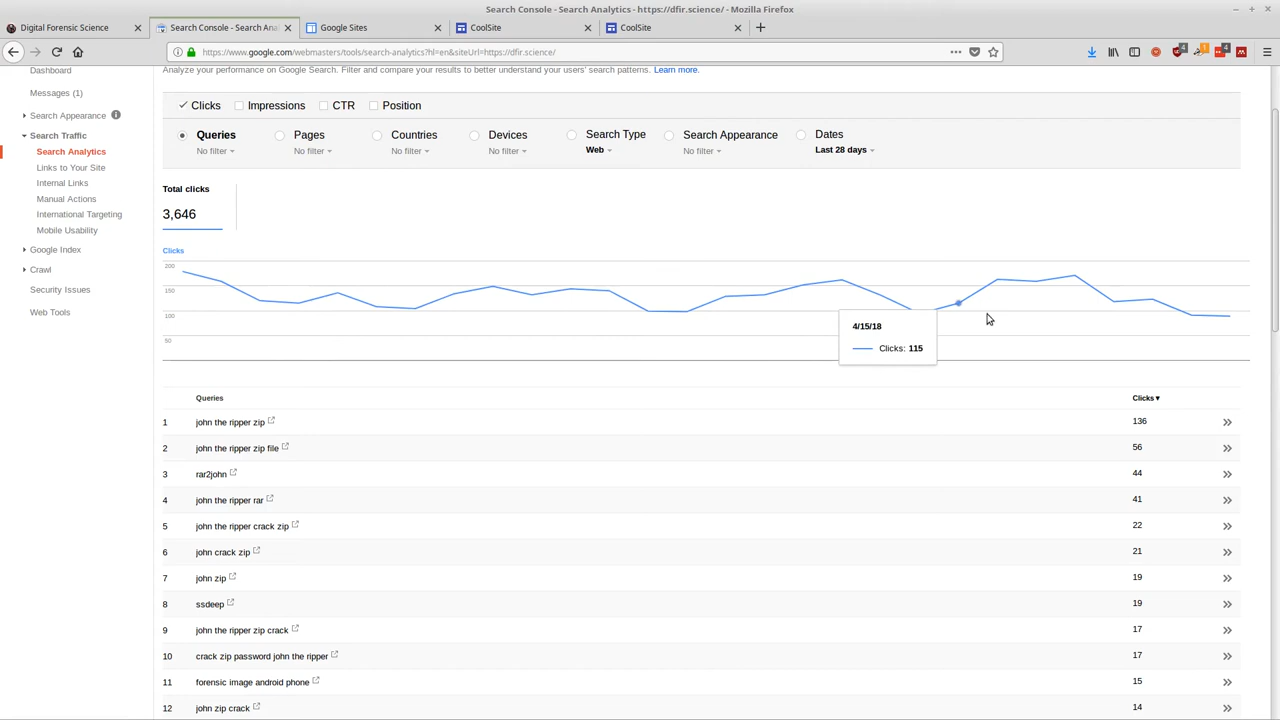 Search Console - Search Analytics - https://dfir.science/ - Mozilla Firefox
Digital Forensic Science
Search Console - Search Ana
Google Sites
CoolSite
CoolSite
https://www.google.com/webmasters/tools/search-analytics?hl=en&siteUrl=https://dfir.science/
4
1
4
Dashboard
Messages (1)
Search Appearance
Search Traffic
Search Analytics
Links to Your Site
Internal Links
Manual Actions
International Targeting
Mobile Usability
Google Index
Crawl
Security Issues
Web Tools
Analyze your performance on Google Search. Filter and compare your results to better understand your users' search patterns. Learn more.
Clicks Impressions CTR Position
Queries Pages Countries Devices Search Type Search Appearance Dates
No filter No filter No filter No filter Web No filter Last 28 days
Total clicks
3,646
Clicks
200
150
100
50
4/15/18
Clicks: 115
Queries Clicks▼
1 john the ripper zip 136
2 john the ripper zip file 56
3 rar2john 44
4 john the ripper rar 41
5 john the ripper crack zip 22
6 john crack zip 21
7 john zip 19
8 ssdeep 19
9 john the ripper zip crack 17
10 crack zip password john the ripper 17
11 forensic image android phone 15
12 john zip crack 14